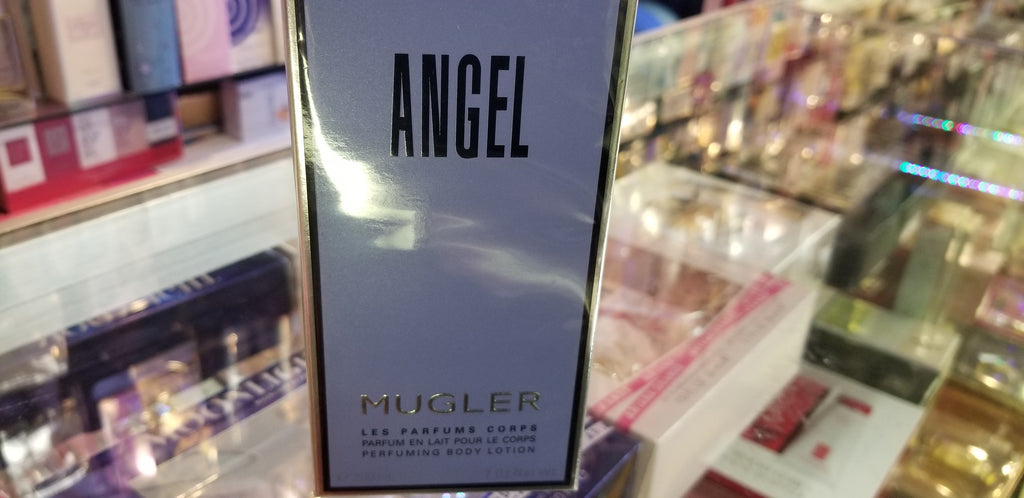 ANGEL
MUGLER
LES PARFUMS CORPS
PARFUM EN LAIT POUR LE CORPS
PERFUMING BODY LOTION